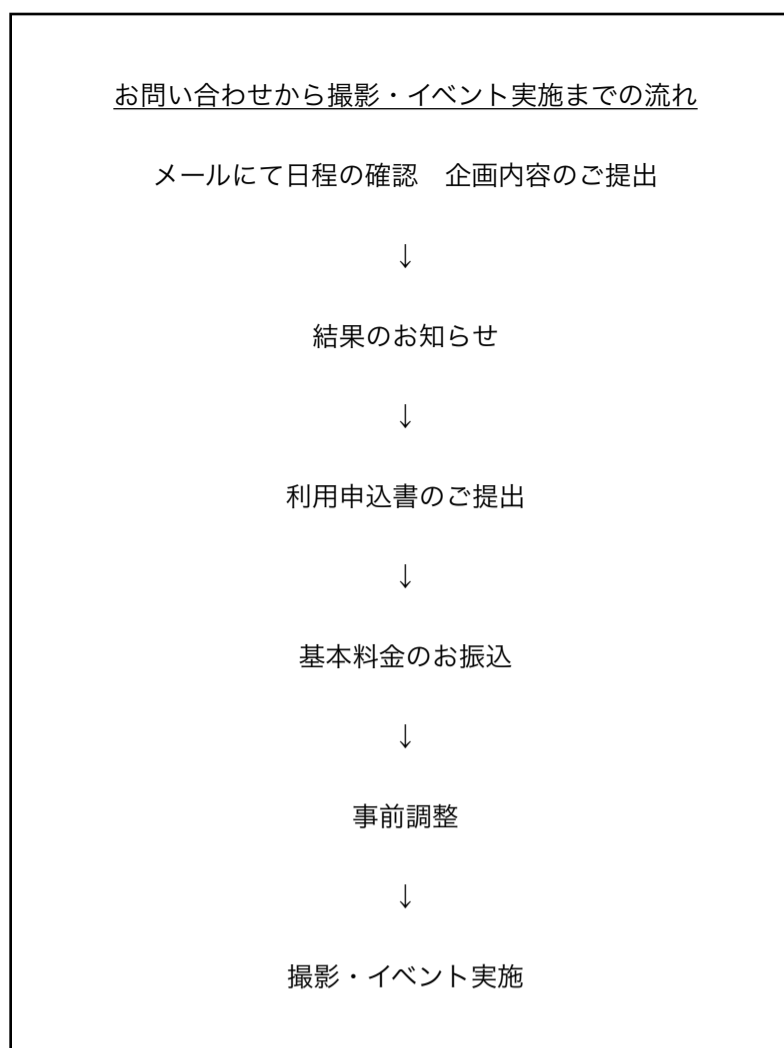 お問い合わせから撮影・イベント実施までの流れ
メールにて日程の確認　企画内容のご提出
↓
結果のお知らせ
↓
利用申込書のご提出
↓
基本料金のお振込
↓
事前調整
↓
撮影・イベント実施